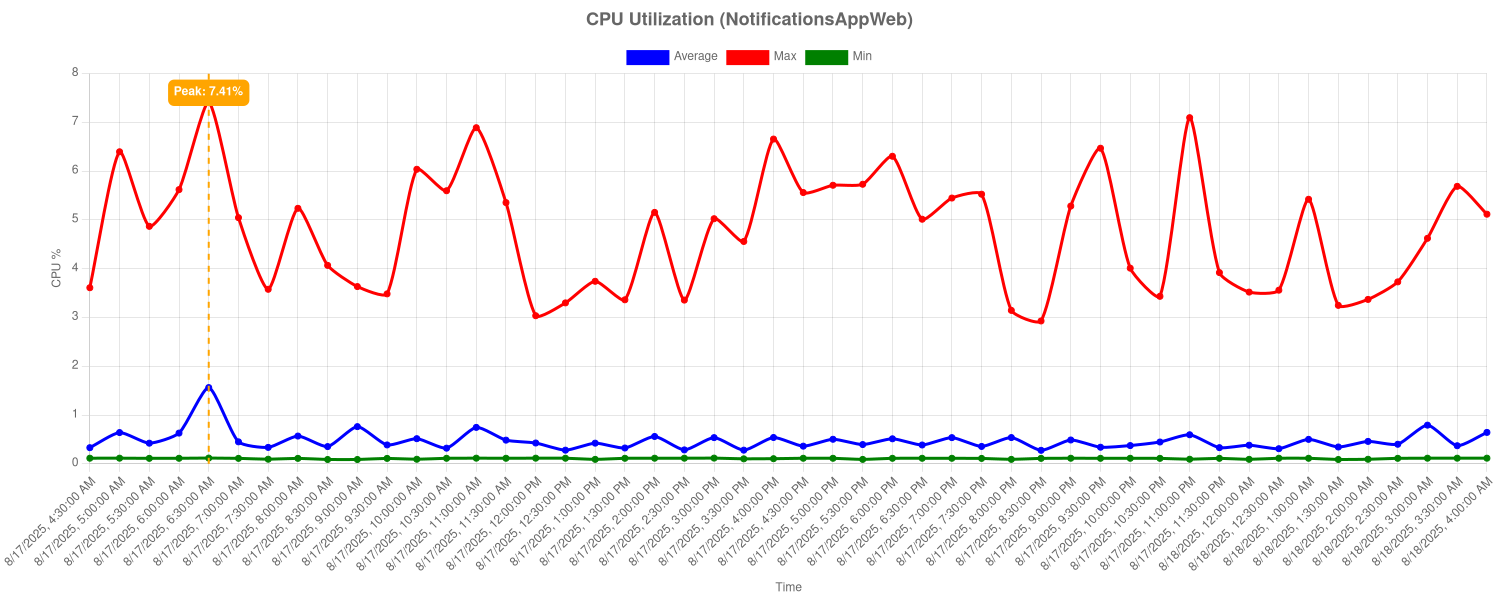 CPU Utilization (NotificationsAppWeb)
Average Max Min
8
Peak: 7.41%
7
6
5
4
3
2
1
0
CPU %
8/17/2025, 4:30:00 AM
8/17/2025, 5:00:00 AM
8/17/2025, 5:30:00 AM
8/17/2025, 6:00:00 AM
8/17/2025, 6:30:00 AM
8/17/2025, 7:00:00 AM
8/17/2025, 7:30:00 AM
8/17/2025, 8:00:00 AM
8/17/2025, 8:30:00 AM
8/17/2025, 9:00:00 AM
8/17/2025, 9:30:00 AM
8/17/2025, 10:00:00 AM
8/17/2025, 10:30:00 AM
8/17/2025, 11:00:00 AM
8/17/2025, 11:30:00 AM
8/17/2025, 12:00:00 PM
8/17/2025, 12:30:00 PM
8/17/2025, 1:00:00 PM
8/17/2025, 1:30:00 PM
8/17/2025, 2:00:00 PM
8/17/2025, 2:30:00 PM
8/17/2025, 3:00:00 PM
8/17/2025, 3:30:00 PM
8/17/2025, 4:00:00 PM
8/17/2025, 4:30:00 PM
8/17/2025, 5:00:00 PM
8/17/2025, 5:30:00 PM
8/17/2025, 6:00:00 PM
8/17/2025, 6:30:00 PM
8/17/2025, 7:00:00 PM
8/17/2025, 7:30:00 PM
8/17/2025, 8:00:00 PM
8/17/2025, 8:30:00 PM
8/17/2025, 9:00:00 PM
8/17/2025, 9:30:00 PM
8/17/2025, 10:00:00 PM
8/17/2025, 10:30:00 PM
8/17/2025, 11:00:00 PM
8/17/2025, 11:30:00 PM
8/18/2025, 12:00:00 AM
8/18/2025, 12:30:00 AM
8/18/2025, 1:00:00 AM
8/18/2025, 1:30:00 AM
8/18/2025, 2:00:00 AM
8/18/2025, 2:30:00 AM
8/18/2025, 3:00:00 AM
8/18/2025, 3:30:00 AM
8/18/2025, 4:00:00 AM
Time